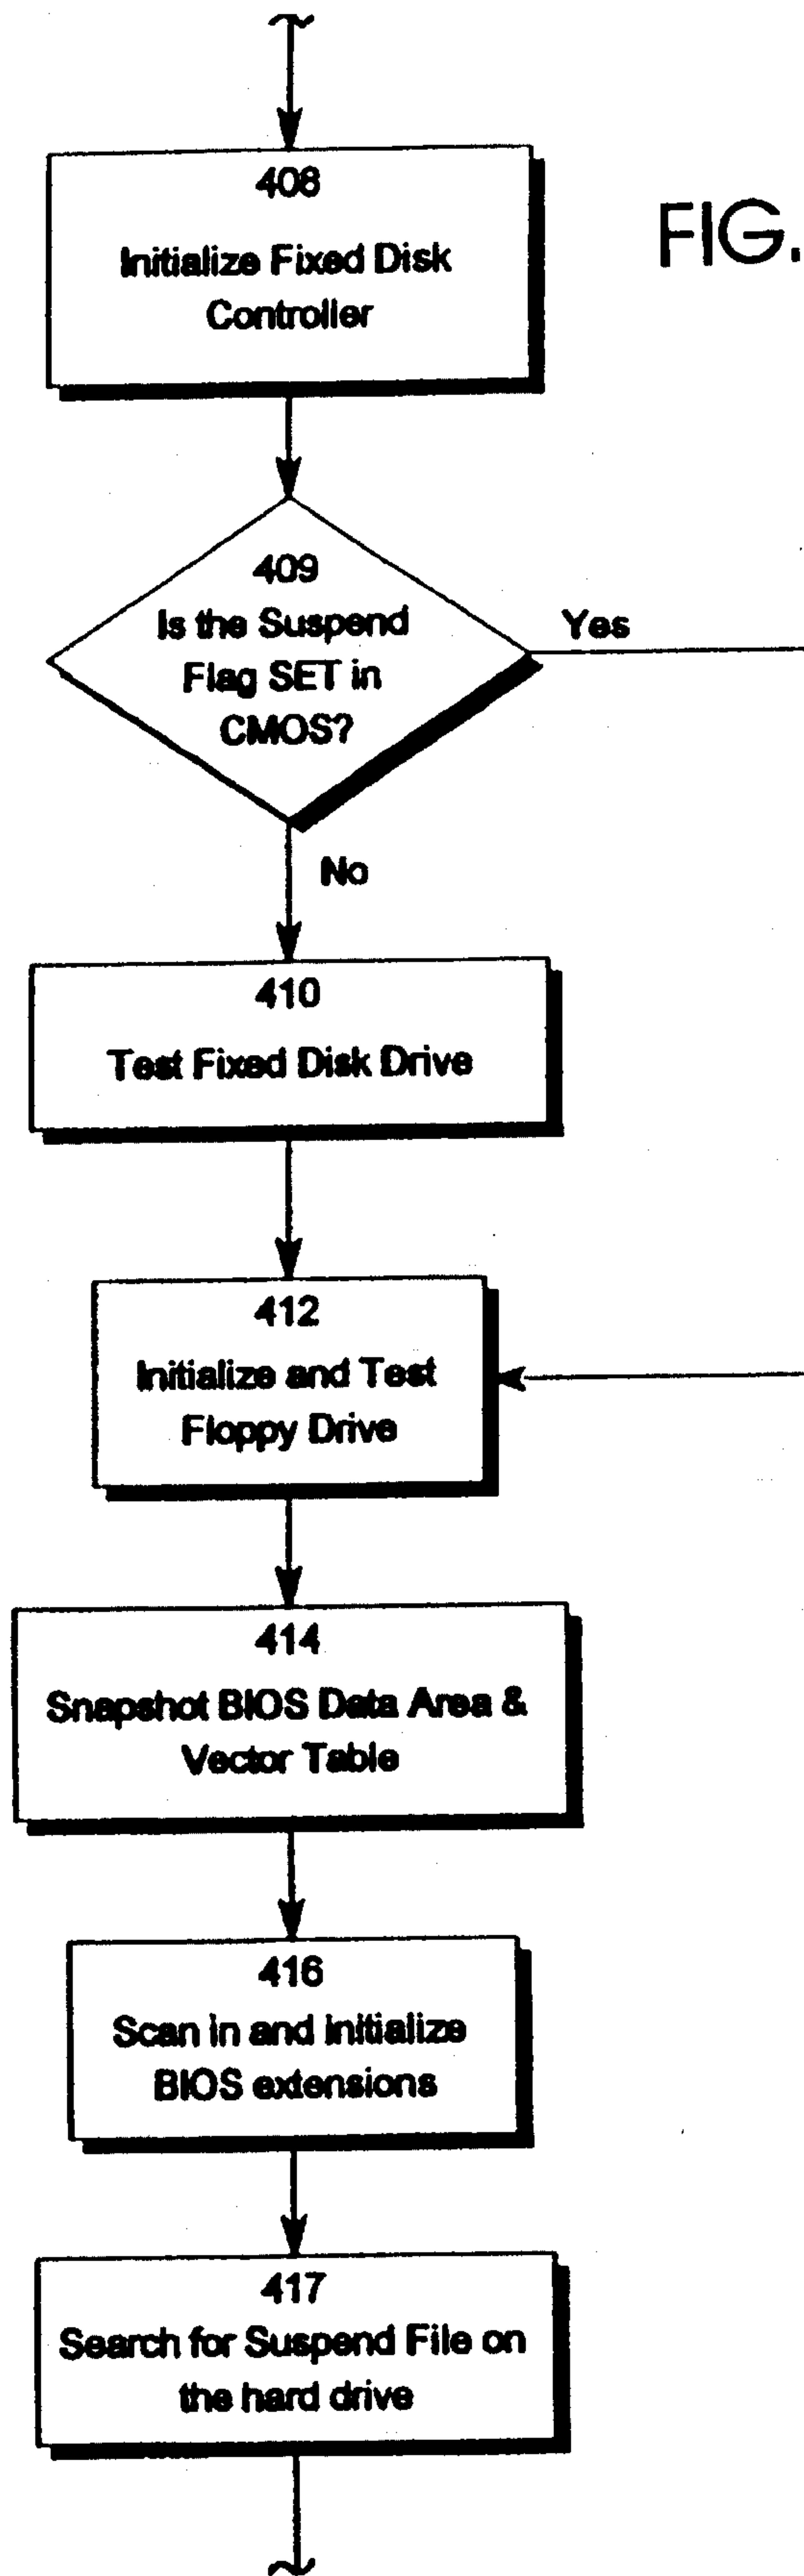 408
Initialize Fixed Disk
Controller
FIG.
409
Is the Suspend
Flag SET in
CMOS?
Yes
No
410
Test Fixed Disk Drive
412
Initialize and Test
Floppy Drive
414
Snapshot BIOS Data Area &
Vector Table
416
Scan in and initialize
BIOS extensions
417
Search for Suspend File on
the hard drive